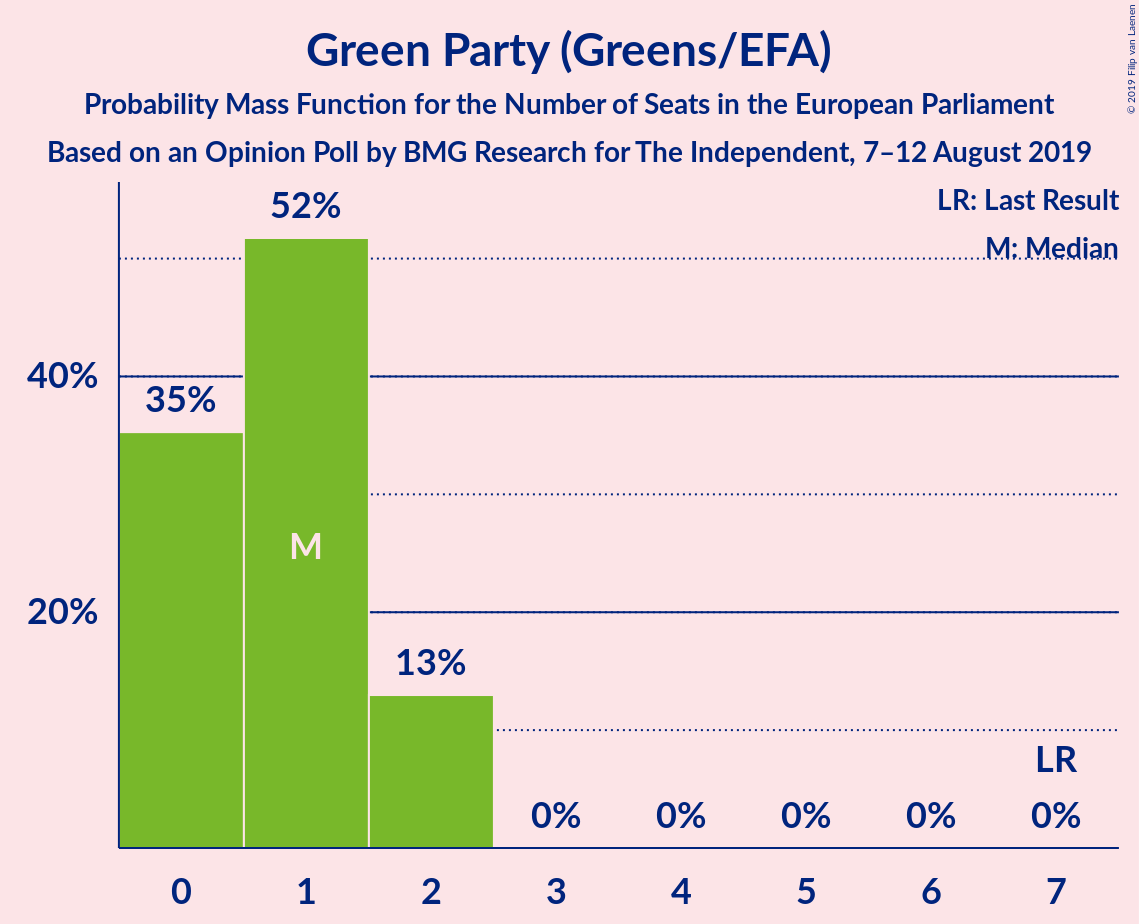 Green Party (Greens/EFA)
Probability Mass Function for the Number of Seats in the European Parliament
Based on an Opinion Poll by BMG Research for The Independent, 7–12 August 2019
© 2019 Filip van Laenen
LR: Last Result
M: Median
52%
40%
35%
M
20%
13%
LR
0% 0% 0% 0% 0%
0 1 2 3 4 5 6 7